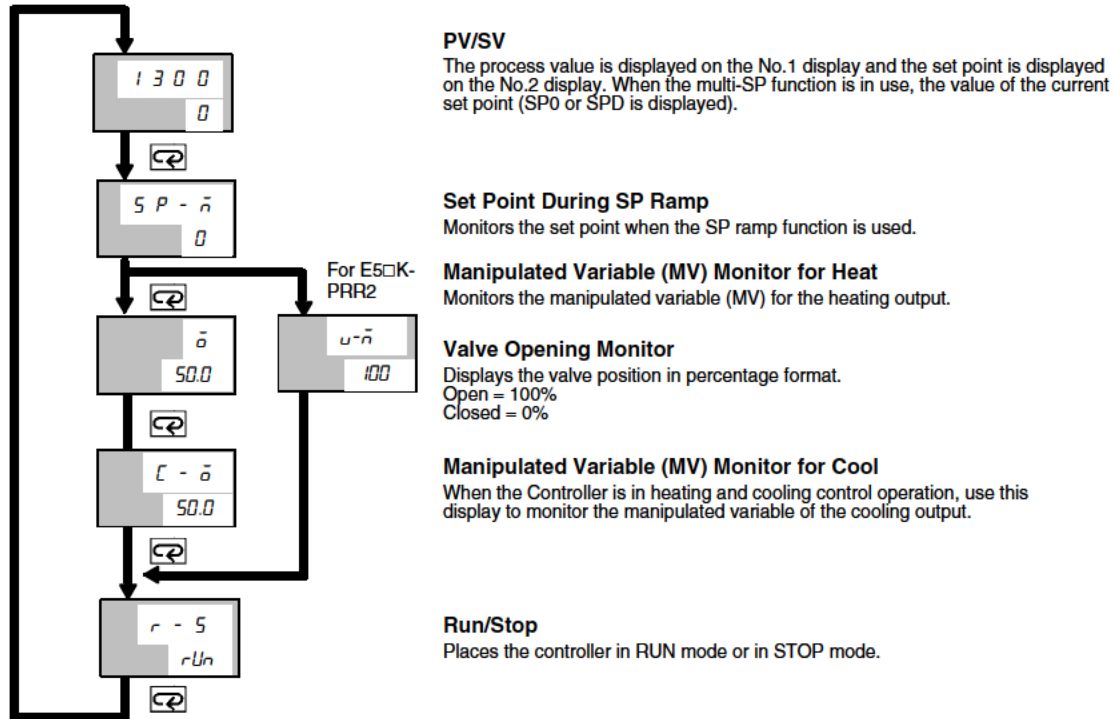 PV/SV
The process value is displayed on the No.1 display and the set point is displayed
on the No.2 display. When the multi-SP function is in use, the value of the current
set point (SP0 or SPD is displayed).
1 3 0 0
0
Set Point During SP Ramp
Monitors the set point when the SP ramp function is used.
S P - m̄
0
For E5□K-
PRR2
Manipulated Variable (MV) Monitor for Heat
Monitors the manipulated variable (MV) for the heating output.
ō
50.0
u-m̄
100
Valve Opening Monitor
Displays the valve position in percentage format.
Open = 100%
Closed = 0%
Manipulated Variable (MV) Monitor for Cool
When the Controller is in heating and cooling control operation, use this
display to monitor the manipulated variable of the cooling output.
C - ō
50.0
Run/Stop
Places the controller in RUN mode or in STOP mode.
r - S
rUn